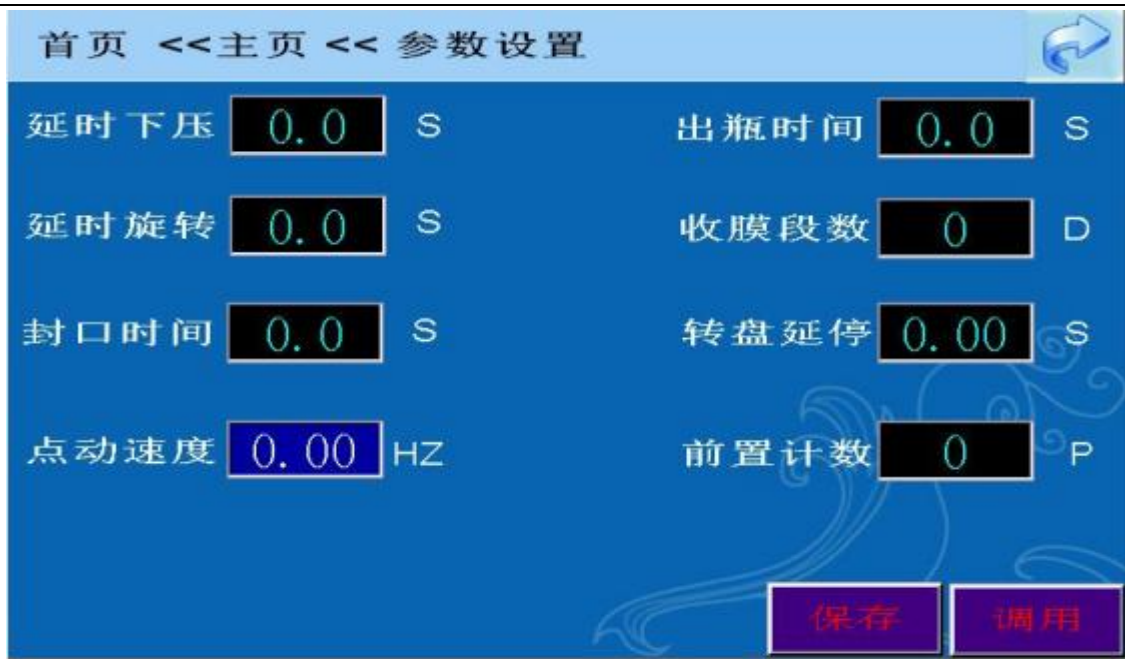 首页 <<主页 << 参数设置
延时下压 0.0 S 出瓶时间 0.0 S
延时旋转 0.0 S 收膜段数 0 D
封口时间 0.0 S 转盘延停 0.00 S
点动速度 0.00 HZ 前置计数 0 P
保存 调用